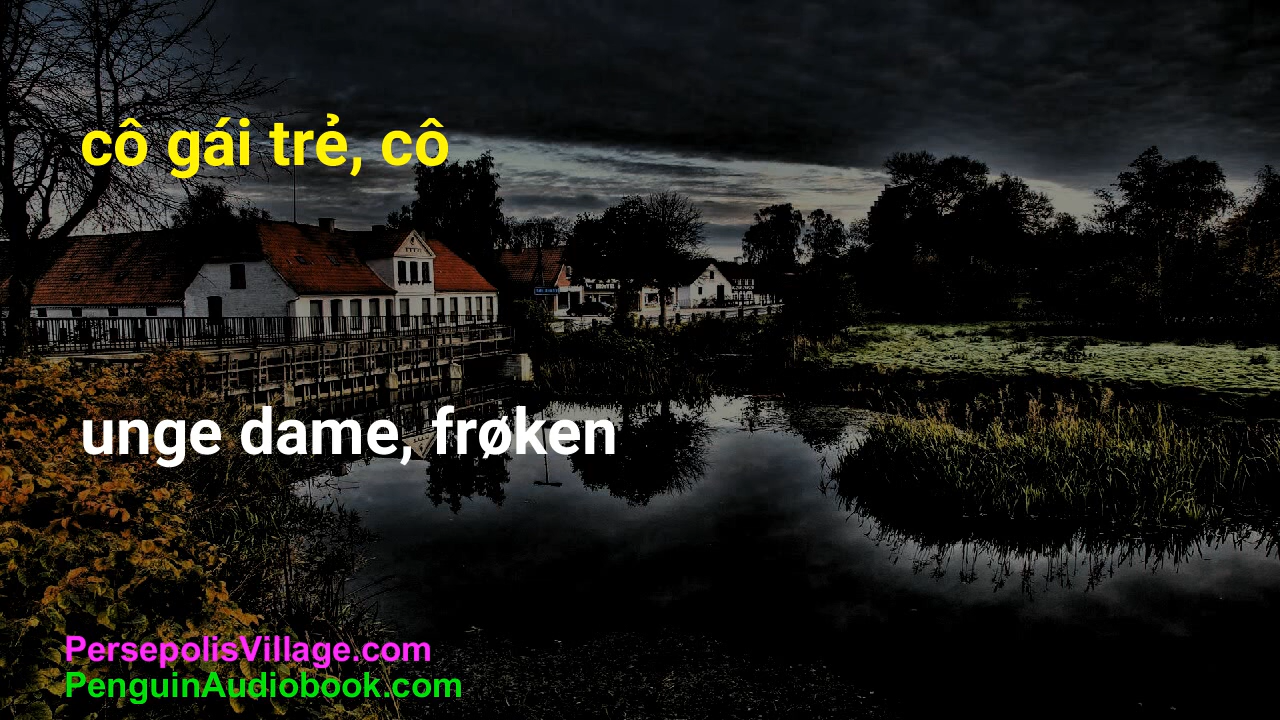 cô gái trẻ, cô
unge dame, frøken
PersepolisVillage.com
PenguinAudiobook.com